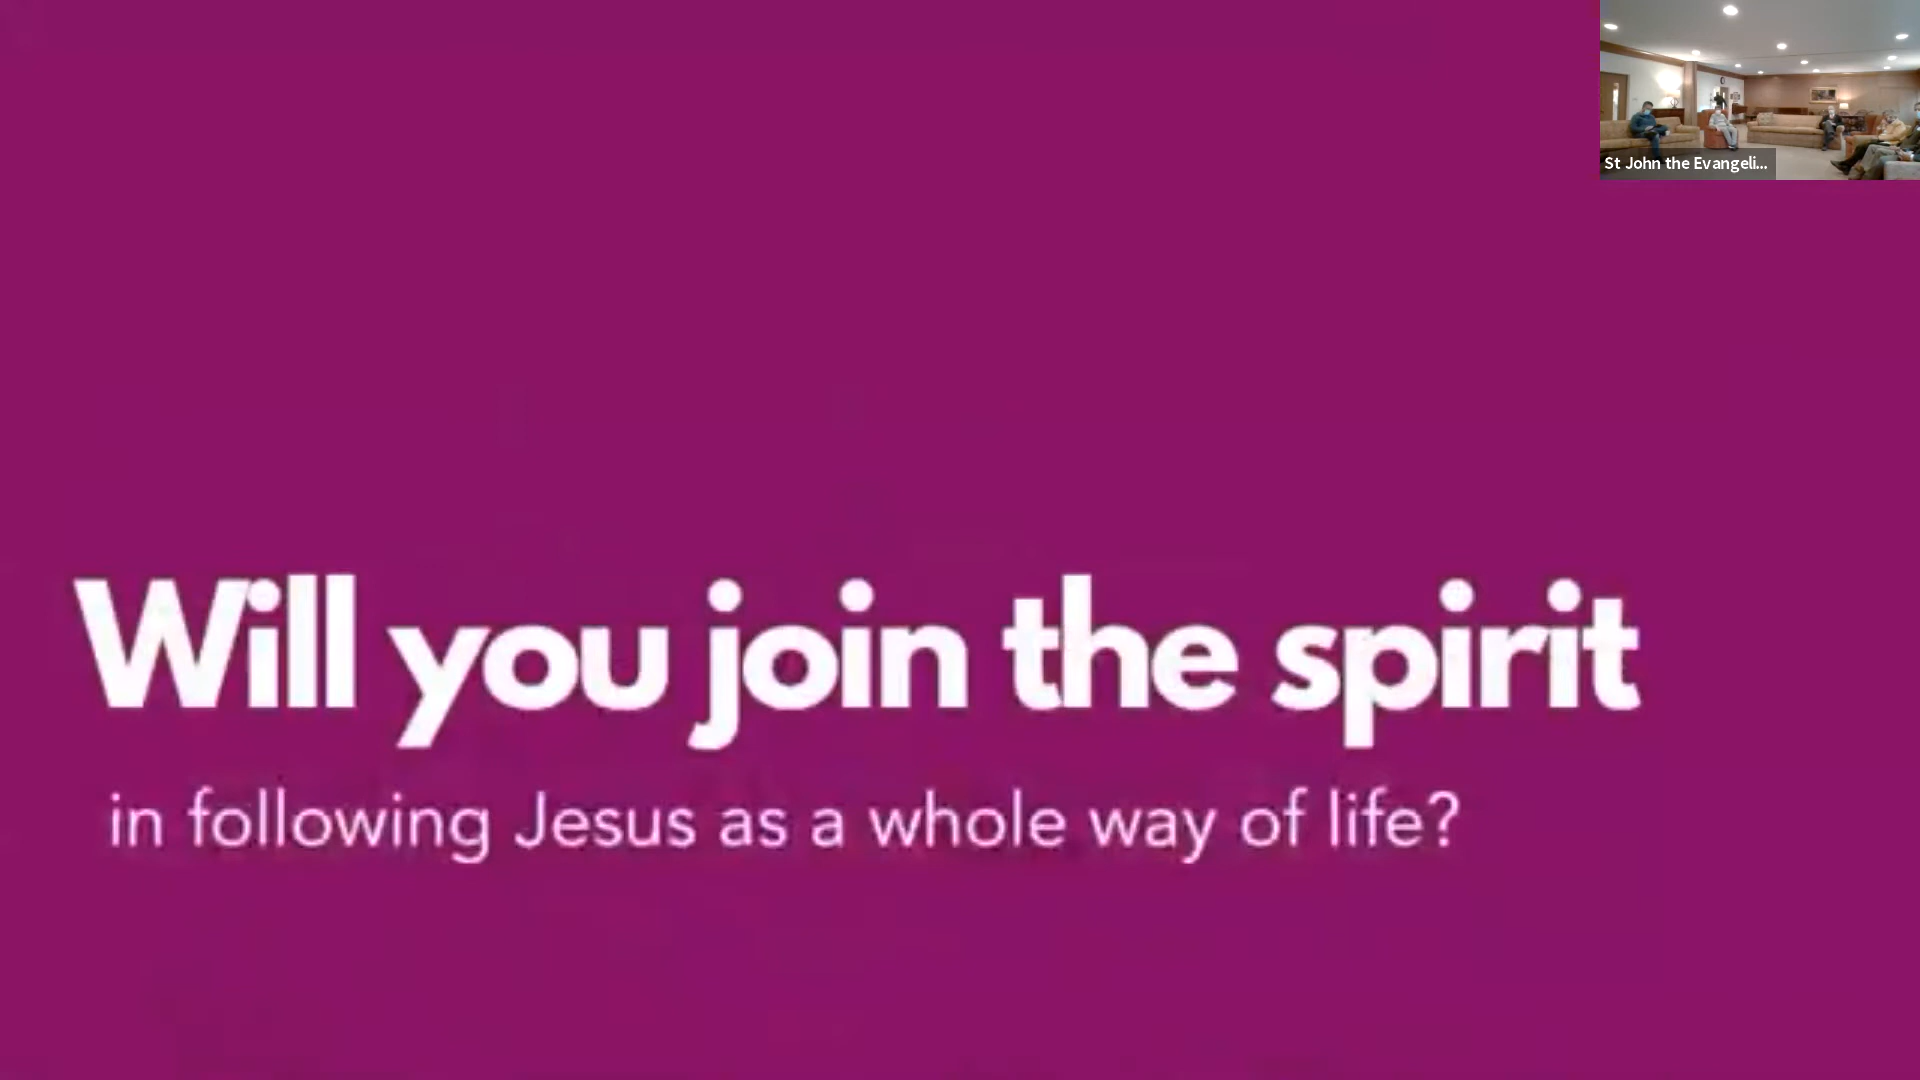 St John the Evangeli...
Will you join the spirit
in following Jesus as a whole way of life?